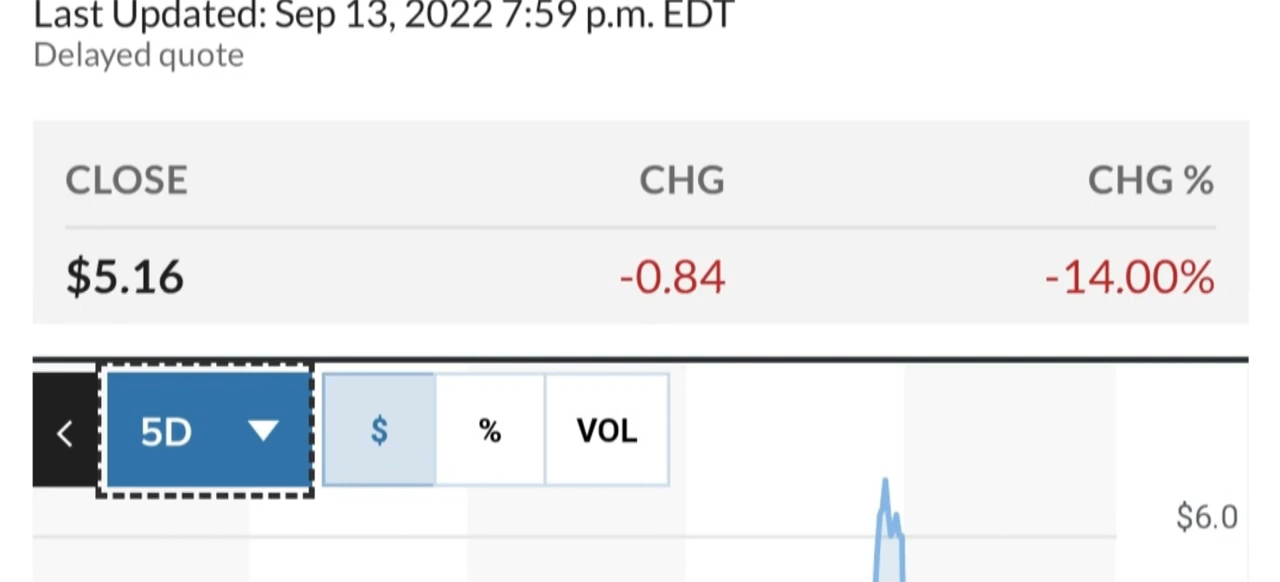 Last Updated: Sep 13, 2022 7:59 p.m. EDT
Delayed quote
CLOSE CHG CHG %
$5.16 -0.84 -14.00%
5D $ % VOL
$6.0